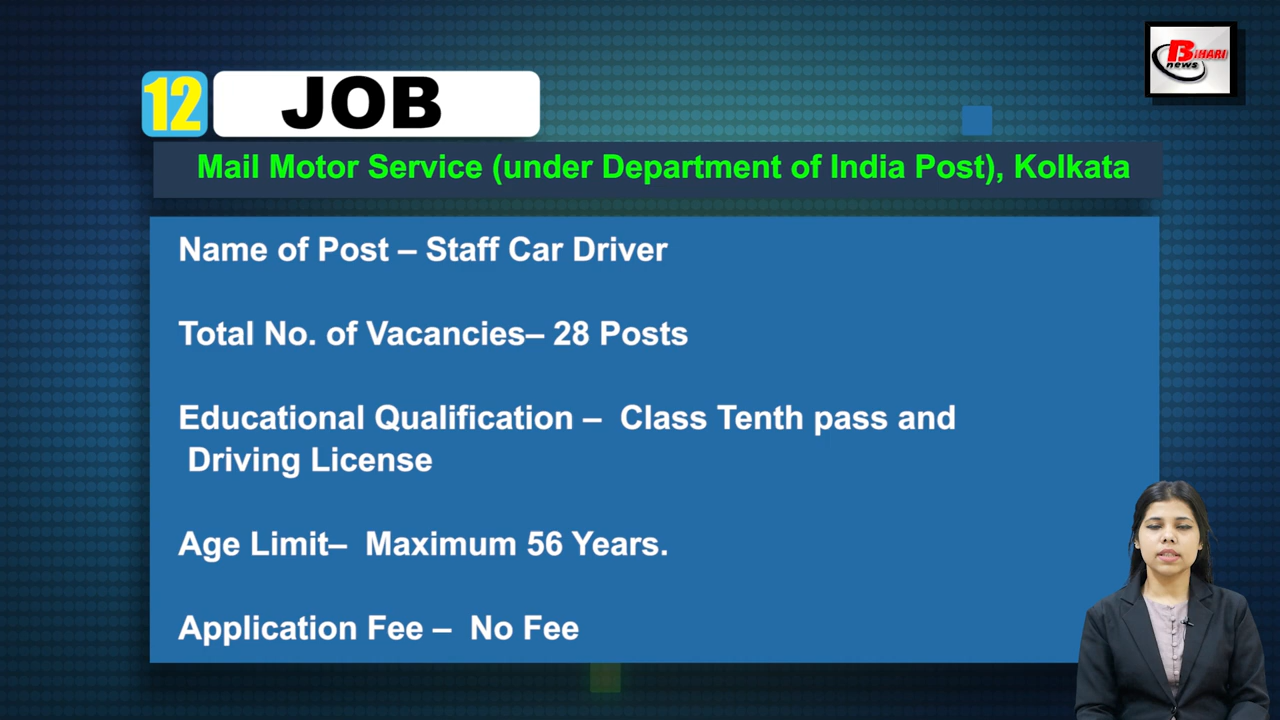 BIHARI
news
12 JOB
Mail Motor Service (under Department of India Post), Kolkata
Name of Post – Staff Car Driver
Total No. of Vacancies– 28 Posts
Educational Qualification – Class Tenth pass and
Driving License
Age Limit– Maximum 56 Years.
Application Fee – No Fee